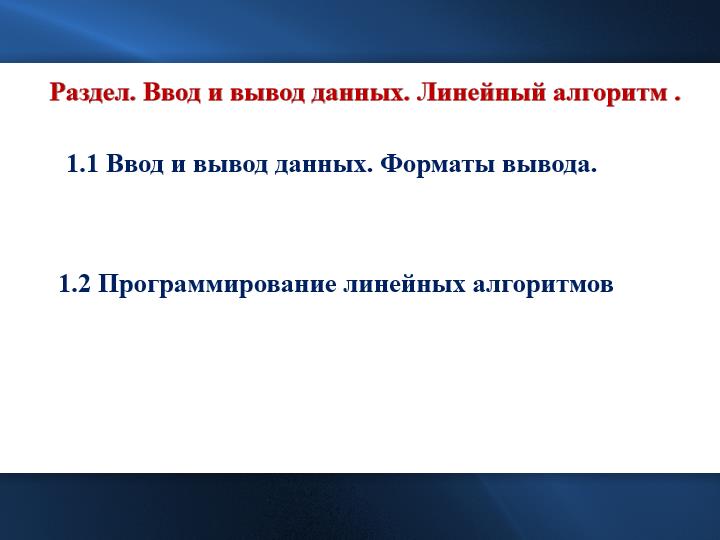 Раздел. Ввод и вывод данных. Линейный алгоритм .
1.1 Ввод и вывод данных. Форматы вывода.
1.2 Программирование линейных алгоритмов